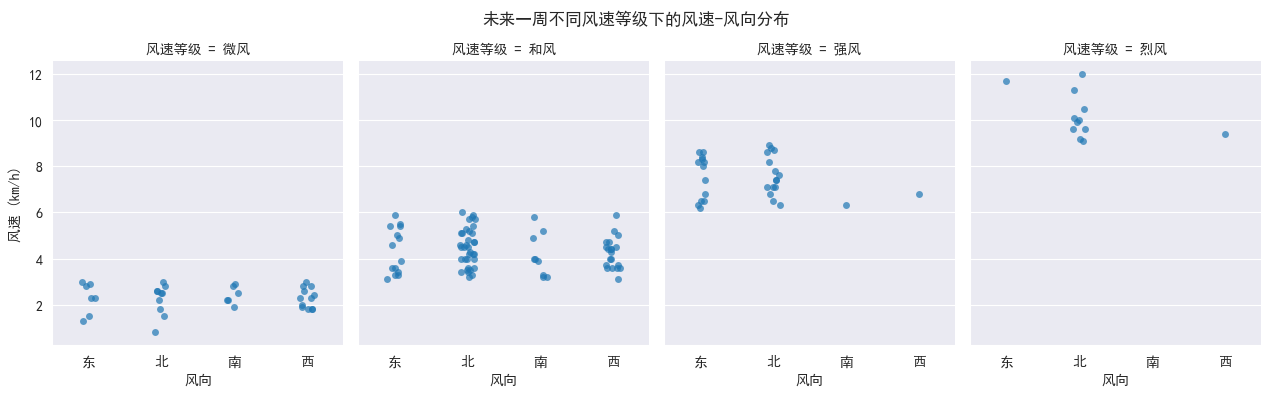 未来一周不同风速等级下的风速-风向分布
风速等级 = 微风
风速等级 = 和风
风速等级 = 强风
风速等级 = 烈风
12
10
8
6
4
2
风速 (km/h)
东 北 南 西
东 北 南 西
东 北 南 西
东 北 南 西
风向
风向
风向
风向